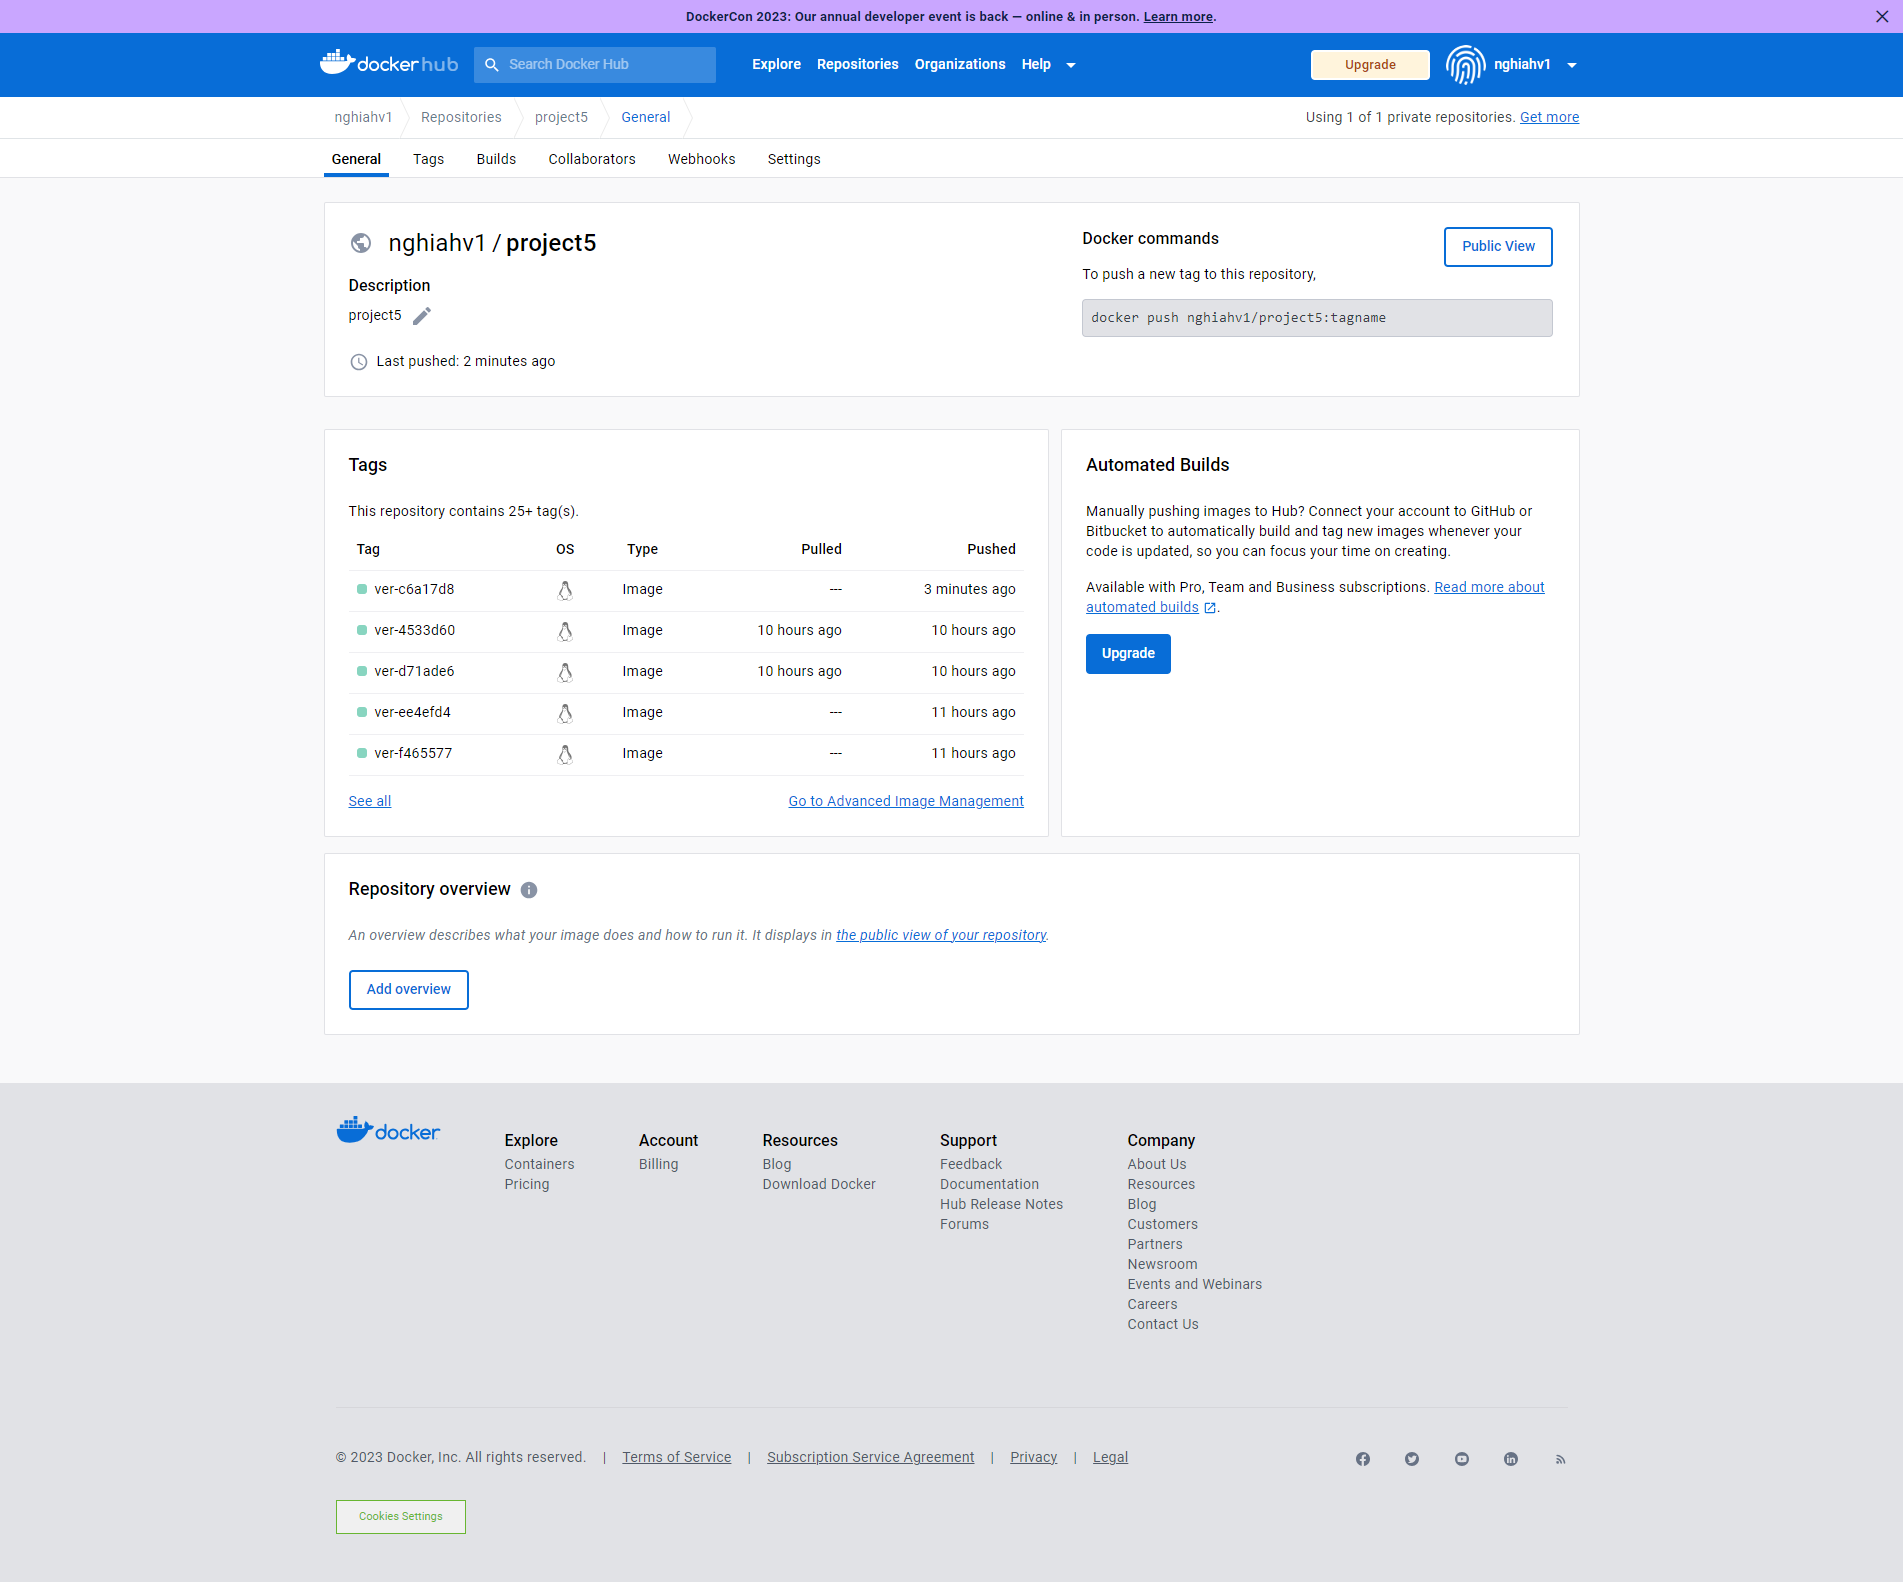 DockerCon 2023: Our annual developer event is back — online & in person. Learn more.
docker hub
Search Docker Hub
Explore Repositories Organizations Help
Upgrade
nghiahv1
nghiahv1 Repositories project5 General
Using 1 of 1 private repositories. Get more
General Tags Builds Collaborators Webhooks Settings
nghiahv1 / project5
Description
project5
Last pushed: 2 minutes ago
Docker commands
Public View
To push a new tag to this repository,
docker push nghiahv1/project5:tagname
Tags
This repository contains 25+ tag(s).
Tag OS Type Pulled Pushed
ver-c6a17d8 Image --- 3 minutes ago
ver-4533d60 Image 10 hours ago 10 hours ago
ver-d71ade6 Image 10 hours ago 10 hours ago
ver-ee4efd4 Image --- 11 hours ago
ver-f465577 Image --- 11 hours ago
See all Go to Advanced Image Management
Automated Builds
Manually pushing images to Hub? Connect your account to GitHub or
Bitbucket to automatically build and tag new images whenever your
code is updated, so you can focus your time on creating.
Available with Pro, Team and Business subscriptions. Read more about
automated builds .
Upgrade
Repository overview
An overview describes what your image does and how to run it. It displays in the public view of your repository.
Add overview
docker
Explore
Containers
Pricing
Account
Billing
Resources
Blog
Download Docker
Support
Feedback
Documentation
Hub Release Notes
Forums
Company
About Us
Resources
Blog
Customers
Partners
Newsroom
Events and Webinars
Careers
Contact Us
© 2023 Docker, Inc. All rights reserved. | Terms of Service | Subscription Service Agreement | Privacy | Legal
Cookies Settings